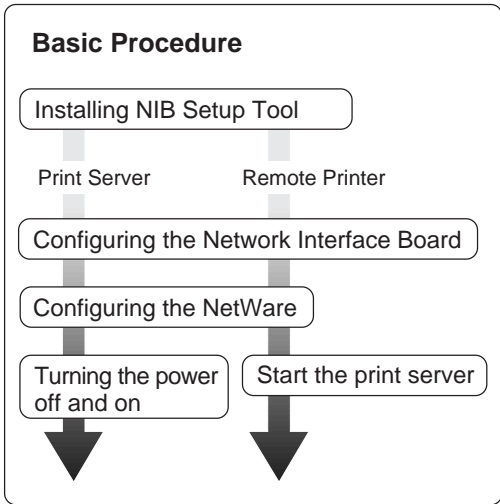 Basic Procedure
Installing NIB Setup Tool
Print Server
Remote Printer
Configuring the Network Interface Board
Configuring the NetWare
Turning the power
off and on
Start the print server